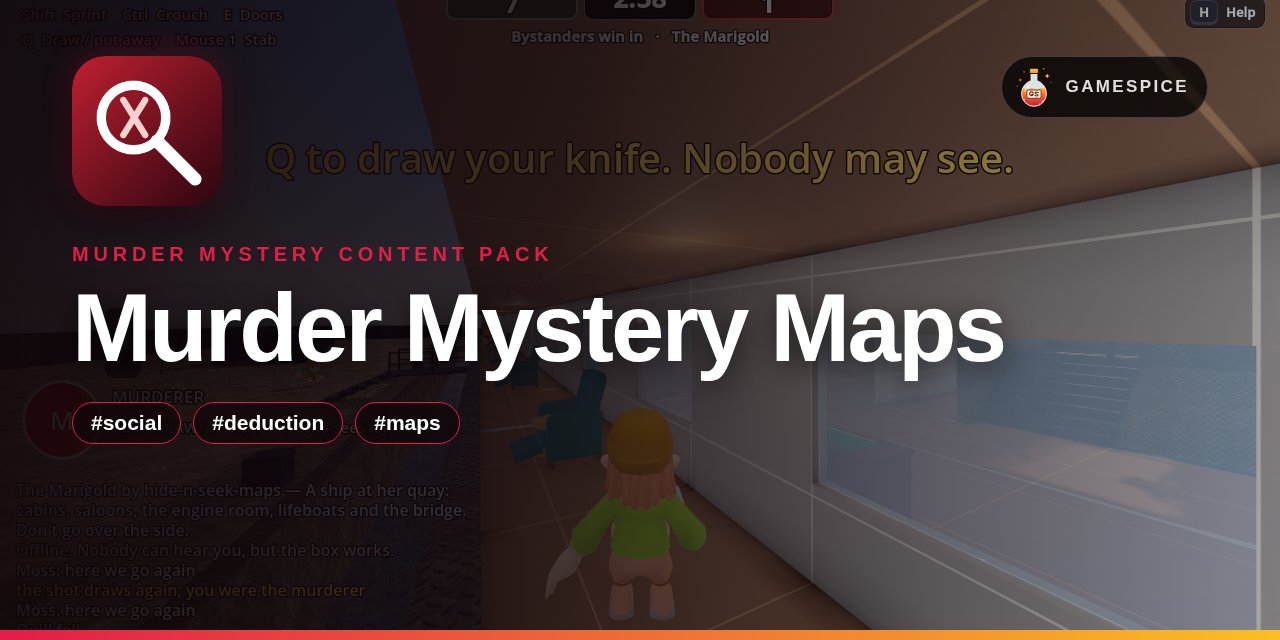 Shift Sprint Ctrl Crouch E Doors
Q Draw / put away Mouse 1 Stab
7 2:38 1
Bystanders win in · The Marigold
H Help
GS
GAMESPICE
Q to draw your knife. Nobody may see.
MURDER MYSTERY CONTENT PACK
Murder Mystery Maps
MURDERER
M
#social #deduction #maps
The Marigold by hide-n-seek-maps — A ship at her quay:
cabins, saloons, the engine room, lifeboats and the bridge.
Don't go over the side.
Offline. Nobody can hear you, but the box works.
Moss: here we go again
the shot draws again; you were the murderer
Moss: here we go again